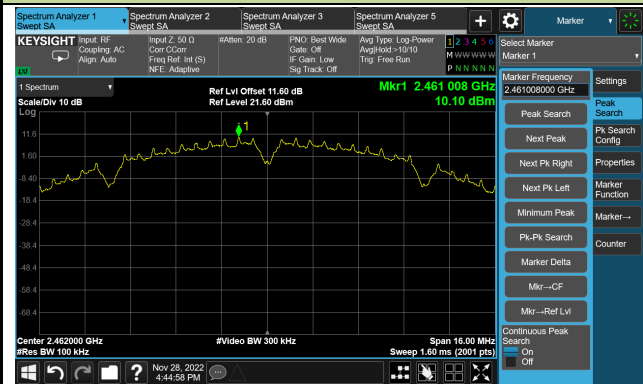 Spectrum Analyzer 1
Swept SA
Spectrum Analyzer 2
Swept SA
Spectrum Analyzer 3
Swept SA
Spectrum Analyzer 5
Swept SA
+
Marker
KEYSIGHT
Input: RF
Coupling: AC
Align: Auto
Input Z: 50 Ω
Corr CCorr
Freq Ref: Int (S)
NFE: Adaptive
#Atten: 20 dB
PNO: Best Wide
Gate: Off
IF Gain: Low
Sig Track: Off
Avg Type: Log-Power
Avg|Hold:>10/10
Trig: Free Run
1 2 3 4 5 6
M W W W W W
P N N N N N
Select Marker
Marker 1
1 Spectrum
Scale/Div 10 dB
Log
Ref Lvl Offset 11.60 dB
Ref Level 21.60 dBm
Mkr1 2.461 008 GHz
10.10 dBm
11.6
1.60
-8.40
-18.4
-28.4
-38.4
-48.4
-58.4
-68.4
1
Center 2.462000 GHz
#Res BW 100 kHz
#Video BW 300 kHz
Span 16.00 MHz
Sweep 1.60 ms (2001 pts)
Marker Frequency
2.461008000 GHz
Peak Search
Next Peak
Next Pk Right
Next Pk Left
Minimum Peak
Pk-Pk Search
Marker Delta
Mkr→CF
Mkr→Ref Lvl
Continuous Peak
Search
On
Off
Settings
Peak
Search
Pk Search
Config
Properties
Marker
Function
Marker→
Counter
?
Nov 28, 2022
4:44:58 PM